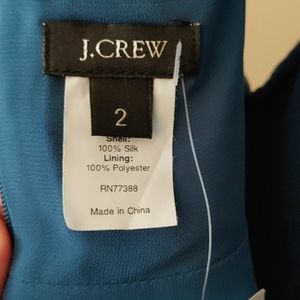 J.CREW
2
Shell:
100% Silk
Lining:
100% Polyester
RN77388
Made in China